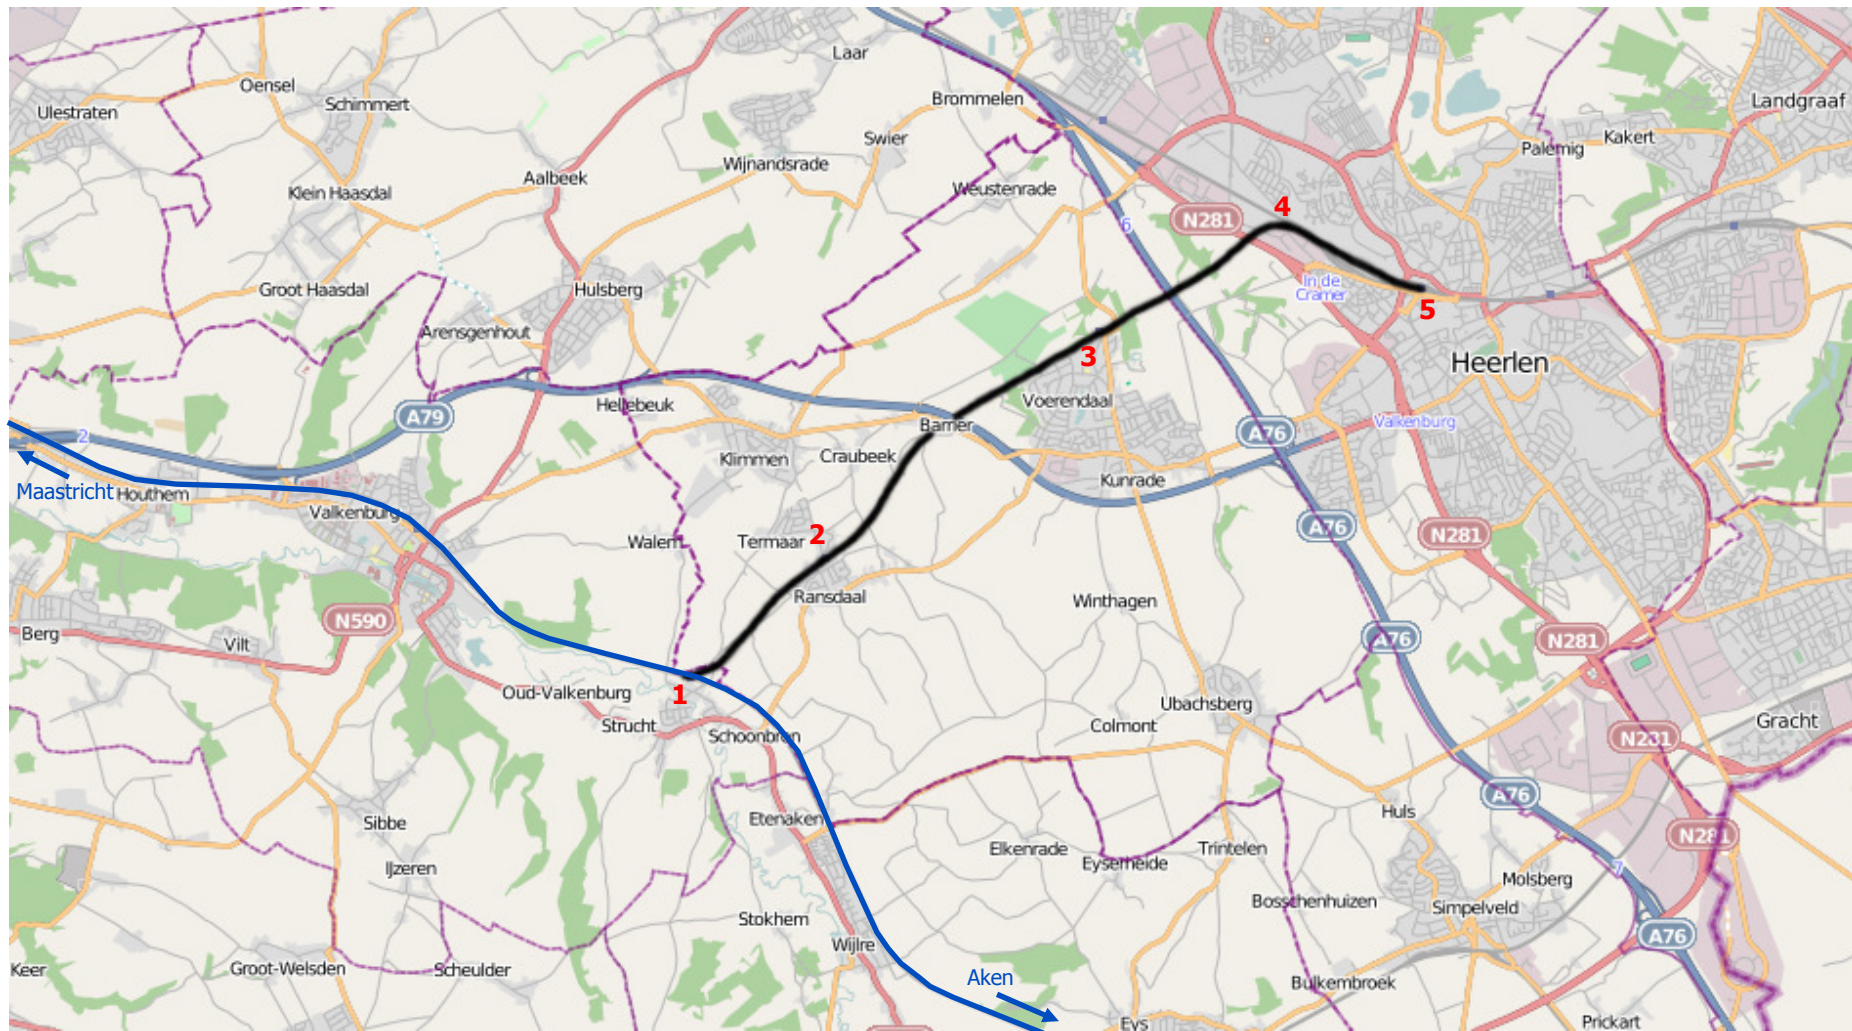 Laar
Oensel
Schimmert
Ulestraten
Brommelen
Landgraaf
Swier
Kakert
Palemig
Wijnandsrade
Aalbeek
Klein Haasdal
Weustenrade
4
N281
6
Groot Haasdal
Hulsberg
In de
Cramer
5
Arensgenhout
3
Heerlen
Hellebeuk
Voerendaal
A79
Valkenburg
2
A76
Klimmen
Craubeek
Kunrade
Maastricht
Houthem
Valkenburg
A76
N281
Walem
Termaar
2
Ransdaal
Winthagen
N590
Berg
Vilt
A76
N281
Oud-Valkenburg
1
Ubachsberg
Strucht
Schoonbron
Colmont
Gracht
N281
A76
Huls
Etenaken
Sibbe
N281
Elkenrade
Trintelen
Eyserheide
IJzeren
7
Molsberg
Bosschenhuizen
Simpelveld
Stokhem
Wijlre
A76
Keer
Groot-Welsden
Scheulder
Aken
Bulkembroek
Eys
Prickart